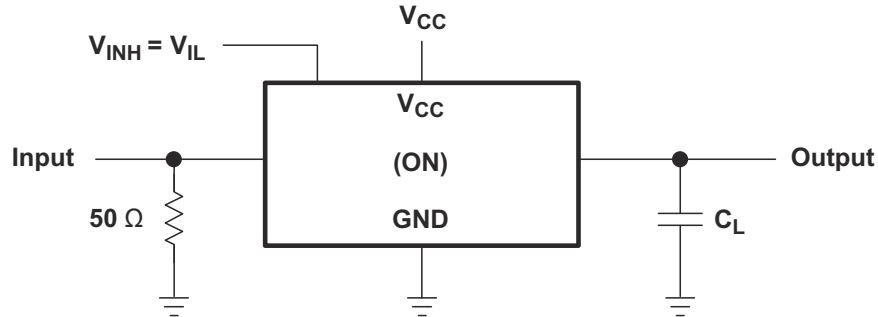 V_CC
V_INH = V_IL
V_CC
Input
(ON)
Output
50 Ω
GND
C_L